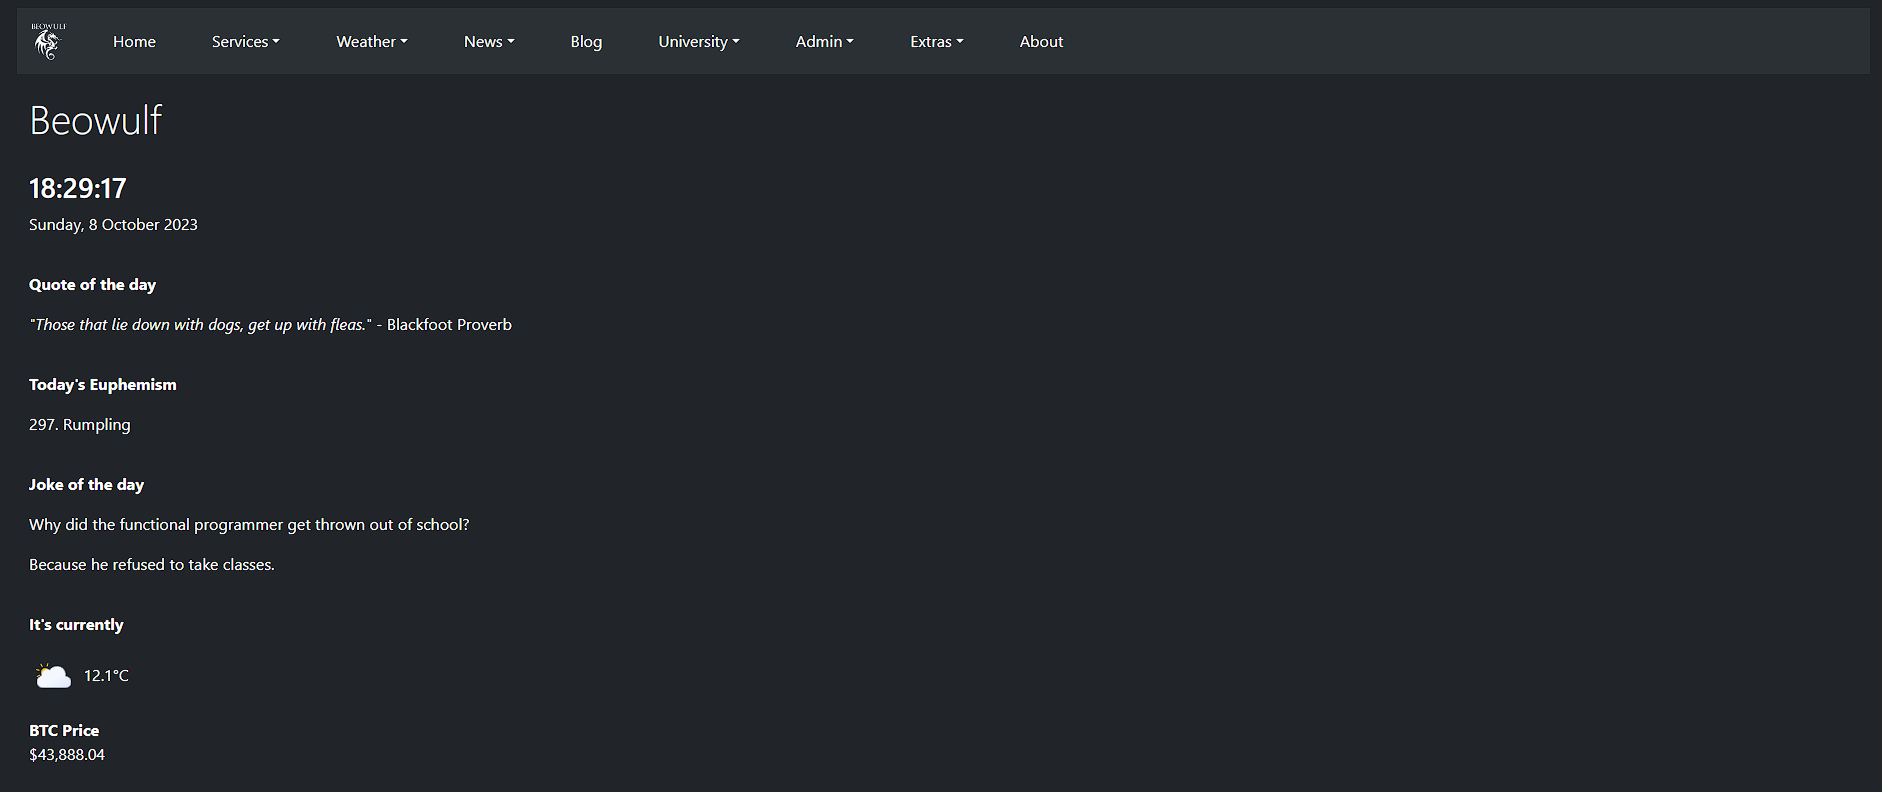 BEOWULF
Home Services Weather News Blog University Admin Extras About
Beowulf
18:29:17
Sunday, 8 October 2023
Quote of the day
"Those that lie down with dogs, get up with fleas." - Blackfoot Proverb
Today's Euphemism
297. Rumpling
Joke of the day
Why did the functional programmer get thrown out of school?
Because he refused to take classes.
It's currently
12.1°C
BTC Price
$43,888.04